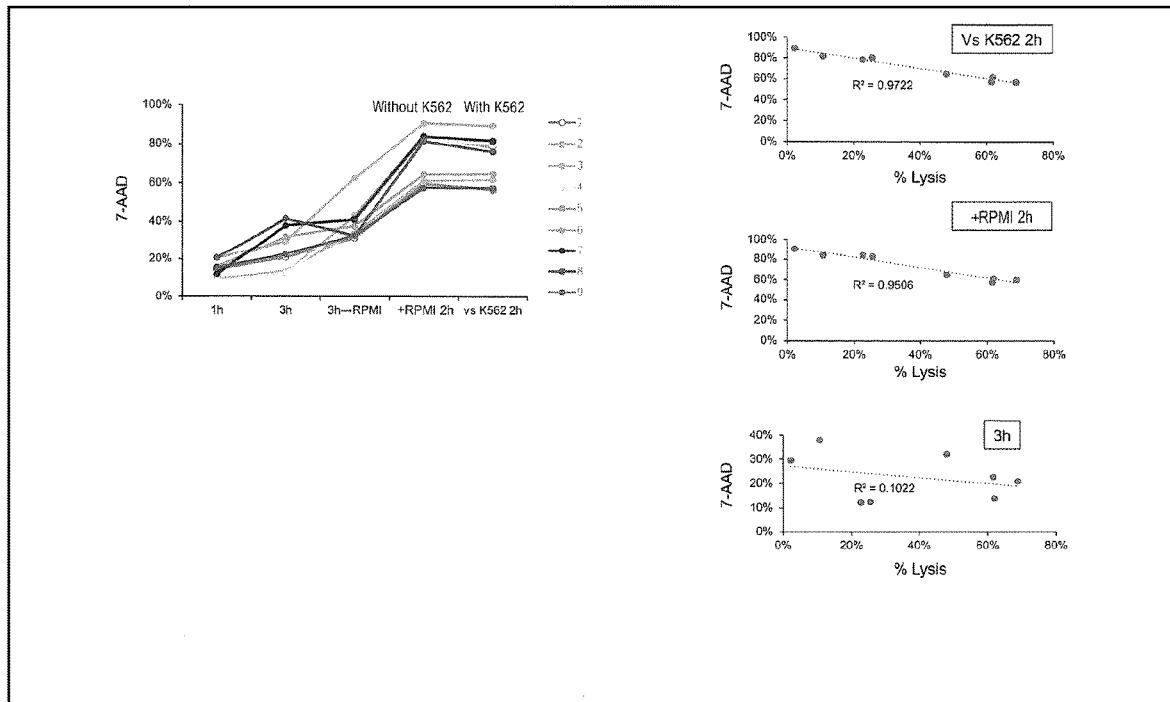 Without K562 With K562
100%
80%
60%
40%
20%
0%
7-AAD
1h 3h 3h→RPMI +RPMI 2h vs K562 2h
2
3
4
5
6
7
8
9
Vs K562 2h
100%
80%
60%
40%
20%
0%
7-AAD
R² = 0.9722
0% 20% 40% 60% 80%
% Lysis
+RPMI 2h
100%
80%
60%
40%
20%
0%
7-AAD
R² = 0.9506
0% 20% 40% 60% 80%
% Lysis
3h
40%
30%
20%
10%
0%
7-AAD
R² = 0.1022
0% 20% 40% 60% 80%
% Lysis